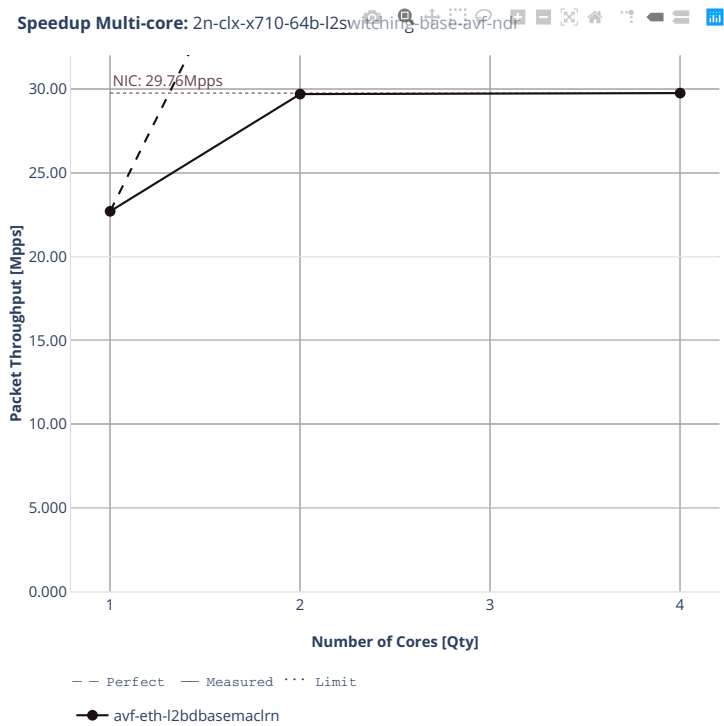 Speedup Multi-core: 2n-clx-x710-64b-l2switching-base-avf-ndr
NIC: 29.76Mpps
30.00
25.00
20.00
15.00
10.00
5.000
0.000
Packet Throughput [Mpps]
1 2 3 4
Number of Cores [Qty]
Perfect Measured Limit
avf-eth-l2bdbasemaclrn